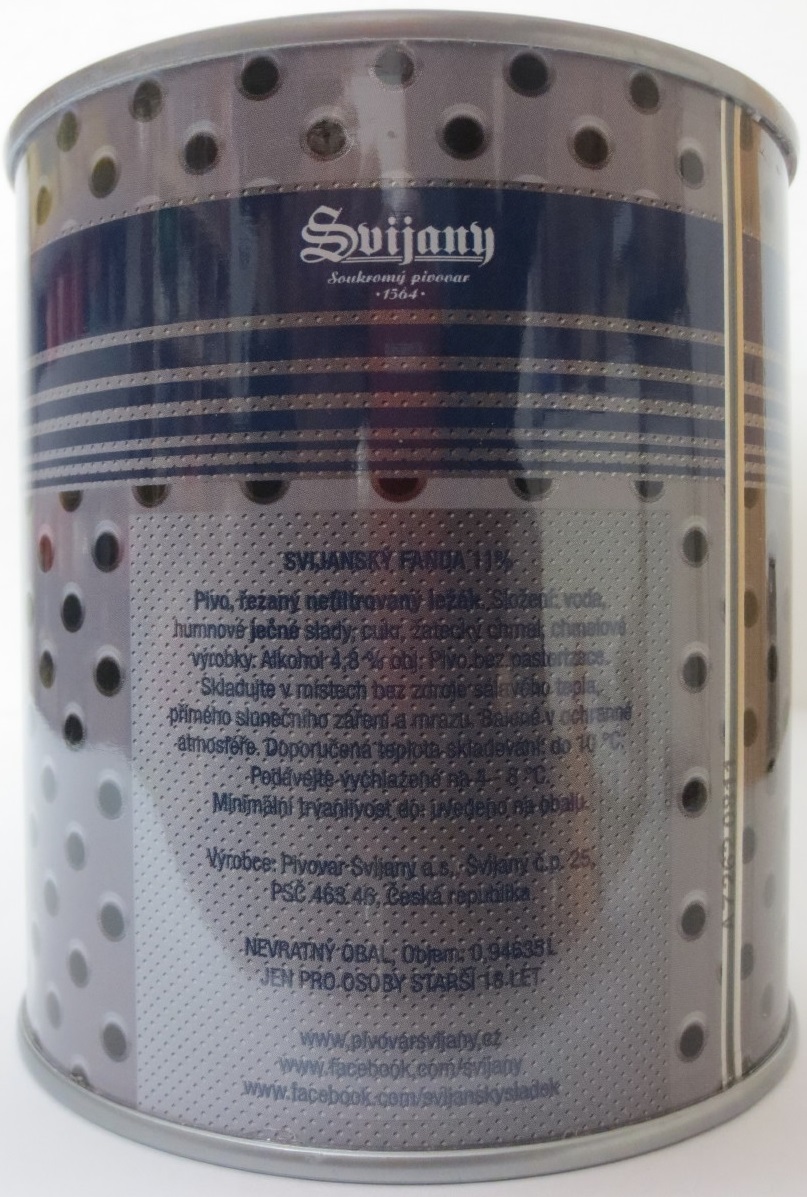 Svijany
Soukromý pivovar
·1564·
SVIJANSKÝ FANDA 11%
Pivo, řezaný nefiltrovaný ležák. Složení: voda,
humnové ječné slady, cukr, žatecký chmel, chmelové
výrobky. Alkohol 4,8 % obj. Pivo bez pasterizace.
Skladujte v místech bez zdroje sálavého tepla,
přímého slunečního záření a mrazu. Baleno v ochranné
atmosféře. Doporučená teplota skladování: do 10 °C.
Podávejte vychlazené na 4 - 8 °C.
Minimální trvanlivost do: uvedeno na obalu.
Výrobce: Pivovar Svijany a.s., Svijany č.p. 25,
PSČ 463 46, Česká republika
NEVRATNÝ OBAL, Objem: 0,94635L
JEN PRO OSOBY STARŠÍ 18 LET
www.pivovarsvijany.cz
www.facebook.com/svijany
www.facebook.com/svijanskysladek